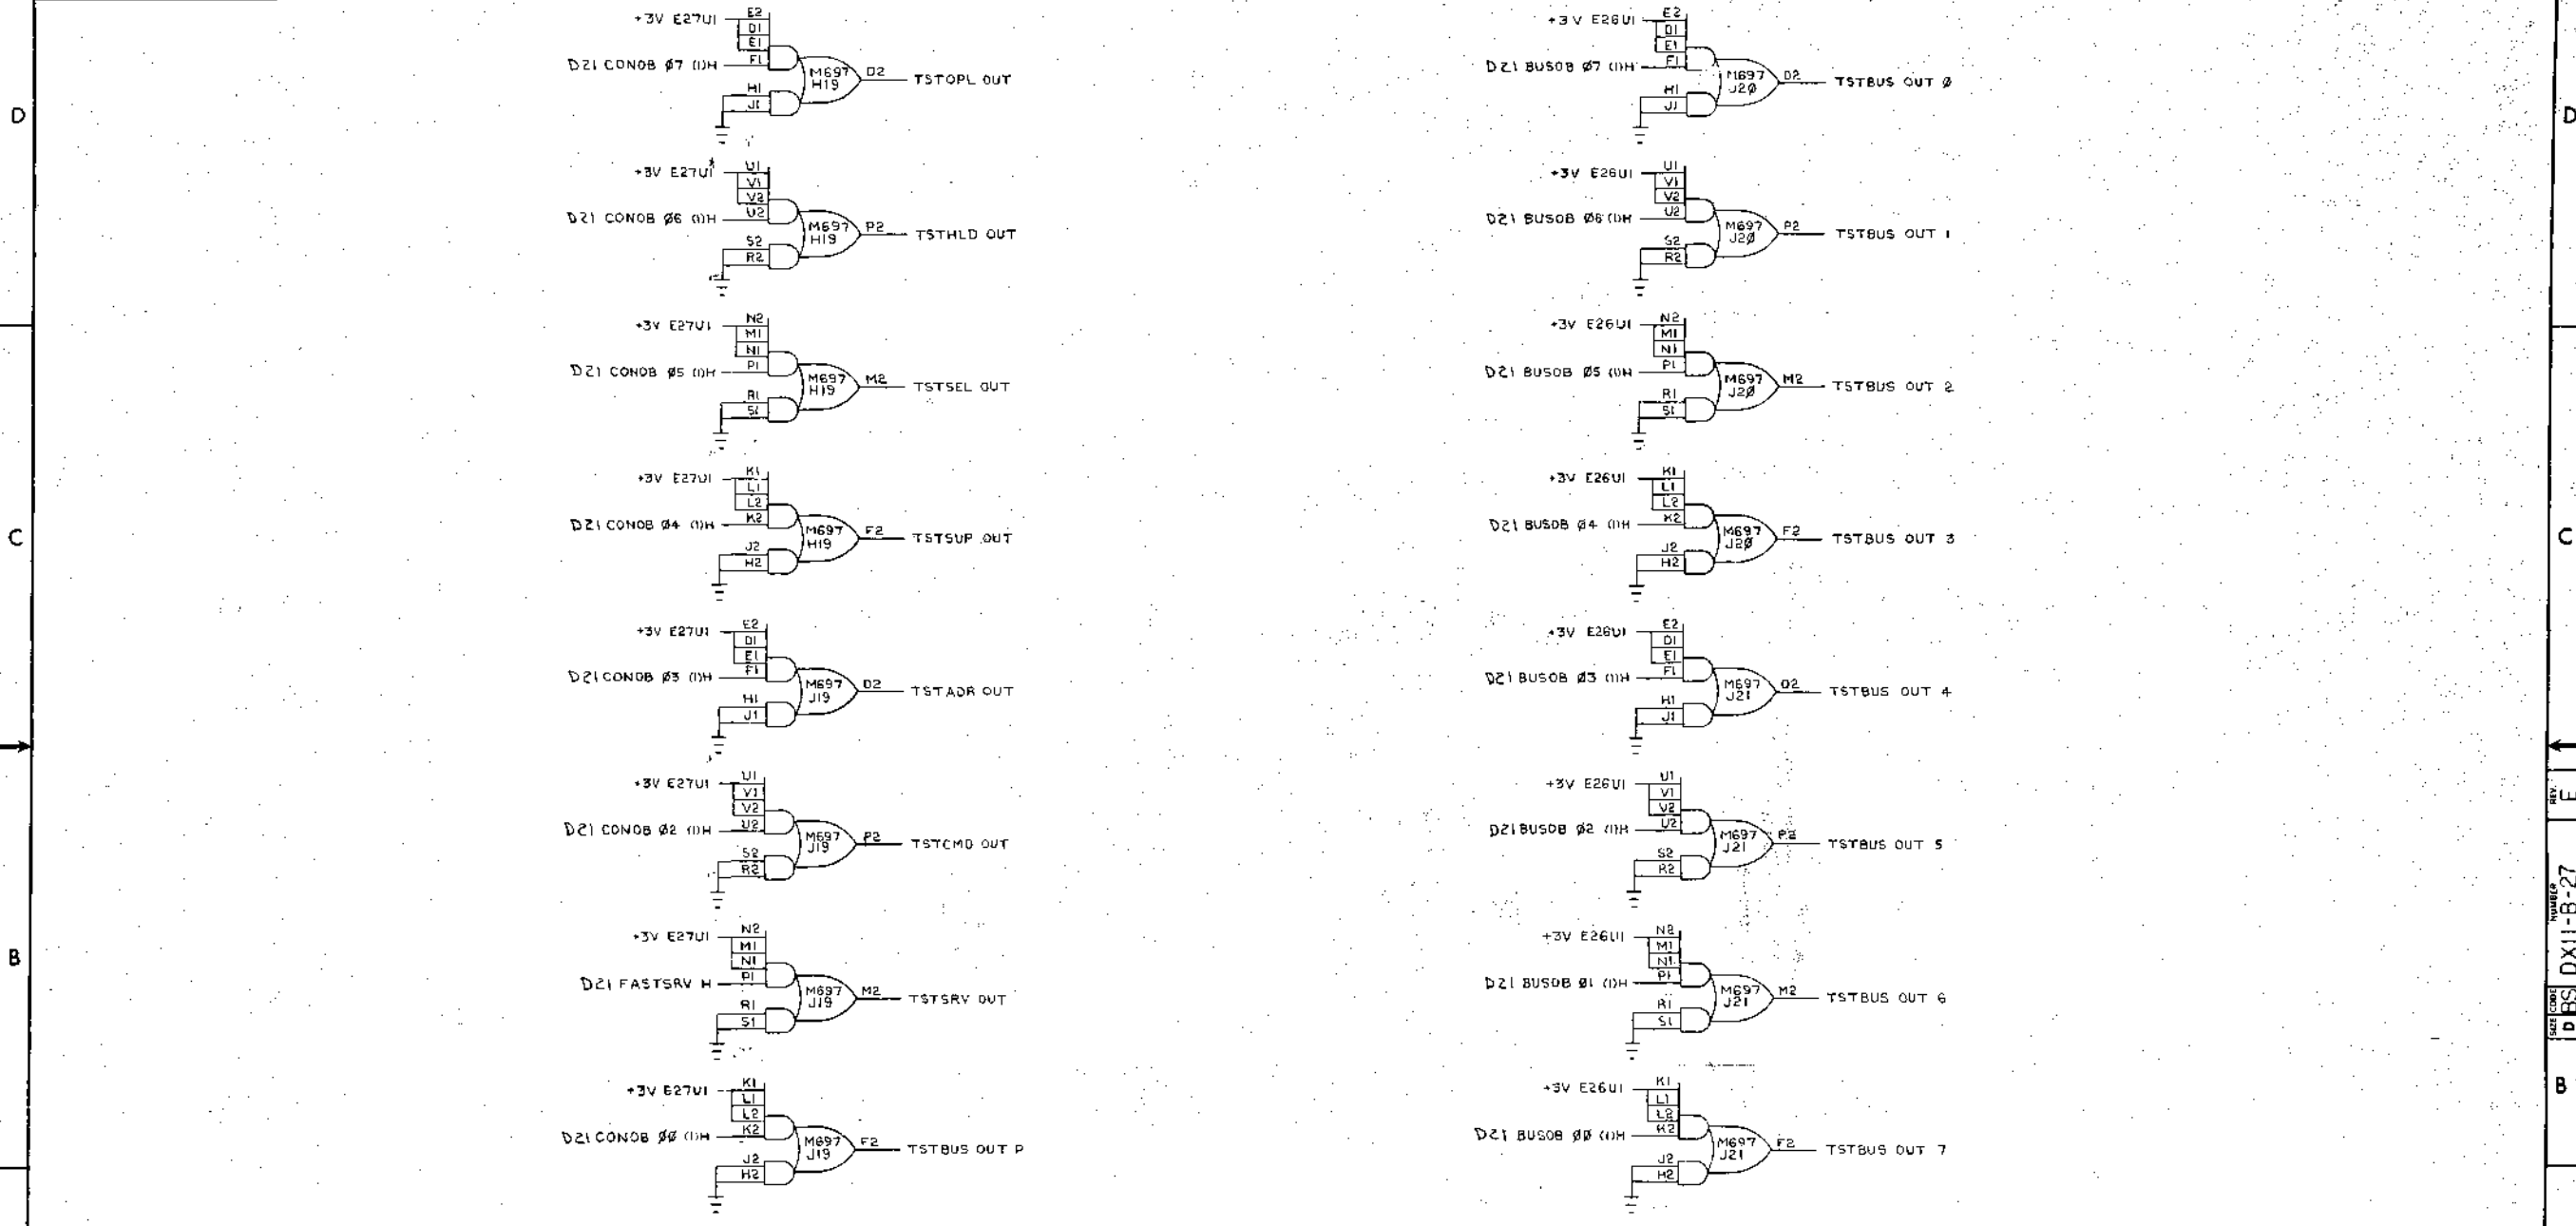 D
+3V E27U1
E2
D1
E1
D21 CONOB Ø7 (1)H
F1
M697
H19
D2
TSTOPL OUT
H1
J1
+3V E27U1
U1
V1
V2
D21 CONOB Ø6 (1)H
U2
M697
H19
P2
TSTHLD OUT
S2
R2
+3V E27U1
N2
M1
N1
D21 CONOB Ø5 (1)H
P1
M697
H19
M2
TSTSEL OUT
R1
S1
C
+3V E27U1
K1
L1
L2
D21 CONOB Ø4 (1)H
K2
M697
H19
F2
TSTSUP OUT
J2
H2
+3V E27U1
E2
D1
E1
D21 CONOB Ø3 (1)H
F1
M697
J19
D2
TSTADR OUT
H1
J1
+3V E27U1
U1
V1
V2
D21 CONOB Ø2 (1)H
U2
M697
J19
P2
TSTCMD OUT
S2
R2
B
+3V E27U1
N2
M1
N1
D21 FASTSRV H
P1
M697
J19
M2
TSTSRV OUT
R1
S1
+3V E27U1
K1
L1
L2
D21 CONOB ØØ (1)H
K2
M697
J19
F2
TSTBUS OUT P
J2
H2
+3V E26U1
E2
D1
E1
D21 BUSOB Ø7 (1)H
F1
M697
J2Ø
D2
TSTBUS OUT Ø
H1
J1
+3V E26U1
U1
V1
V2
D21 BUSOB Ø6 (1)H
U2
M697
J2Ø
P2
TSTBUS OUT 1
S2
R2
+3V E26U1
N2
M1
N1
D21 BUSOB Ø5 (1)H
P1
M697
J2Ø
M2
TSTBUS OUT 2
R1
S1
+3V E26U1
K1
L1
L2
D21 BUSOB Ø4 (1)H
K2
M697
J2Ø
F2
TSTBUS OUT 3
J2
H2
+3V E26U1
E2
D1
E1
D21 BUSOB Ø3 (1)H
F1
M697
J21
D2
TSTBUS OUT 4
H1
J1
+3V E26U1
U1
V1
V2
D21 BUSOB Ø2 (1)H
U2
M697
J21
P2
TSTBUS OUT 5
S2
R2
+3V E26U1
N2
M1
N1
D21 BUSOB Ø1 (1)H
P1
M697
J21
M2
TSTBUS OUT 6
R1
S1
+3V E26U1
K1
L1
L2
D21 BUSOB ØØ (1)H
K2
M697
J21
F2
TSTBUS OUT 7
J2
H2
D
C
REV.
E
NUMBER
DX11-B-27
SIZE
CODE
D
BS
B